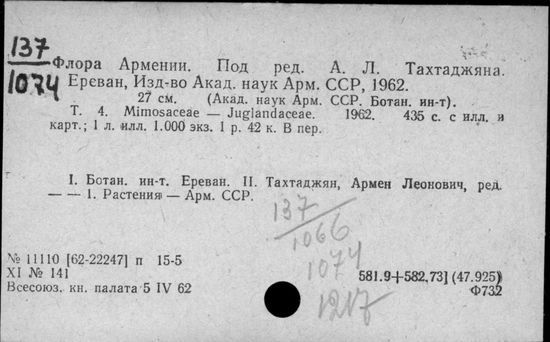 137
1074
Флора Армении. Под ред. А. Л. Тахтаджяна.
Ереван, Изд-во Акад. наук Арм. ССР, 1962.
27 см. (Акад. наук Арм. ССР. Ботан. ин-т).
Т. 4. Mimosaceae — Juglandaceae. 1962. 435 с. с илл. и
карт.; 1 л. илл. 1.000 экз. 1 р. 42 к. В пер.
I. Ботан. ин-т. Ереван. II. Тахтаджян, Армен Леонович, ред.
— — 1. Растения — Арм. ССР.
137
1066
1074
1217
№ 11110 [62-22247] п 15-5
XI № 141
Всесоюз. кн. палата 5 IV 62
581.9+582.73] (47.925)
Ф732